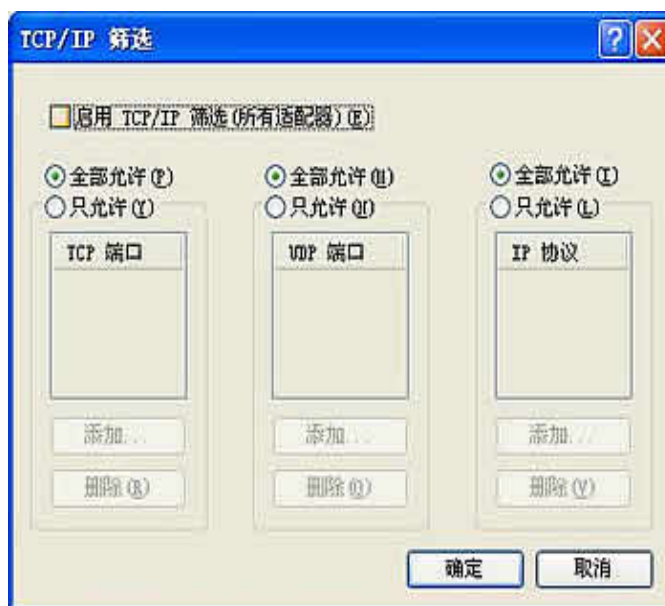 TCP/IP 筛选
启用 TCP/IP 筛选(所有适配器)(E)
全部允许(P)
只允许(Y)
TCP 端口
添加...
删除(R)
全部允许(U)
只允许(N)
UDP 端口
添加...
删除(O)
全部允许(I)
只允许(L)
IP 协议
添加...
删除(V)
确定
取消